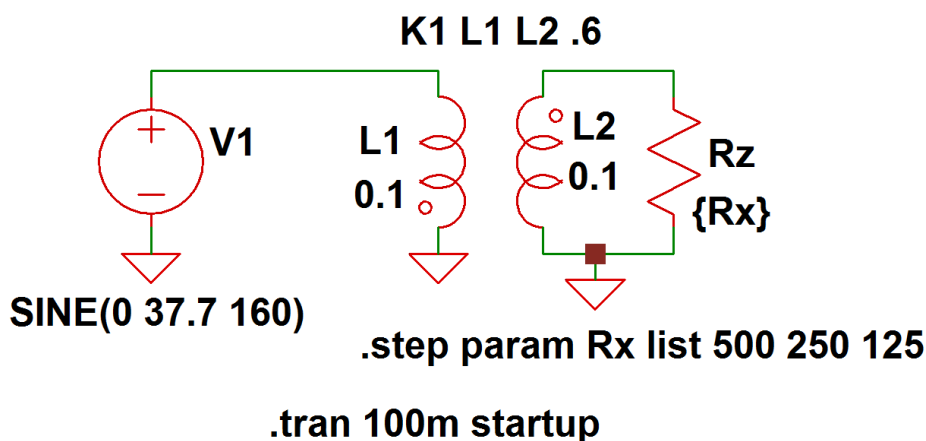 K1 L1 L2 .6
V1
L1
0.1
L2
0.1
Rz
{Rx}
SINE(0 37.7 160)
.step param Rx list 500 250 125
.tran 100m startup